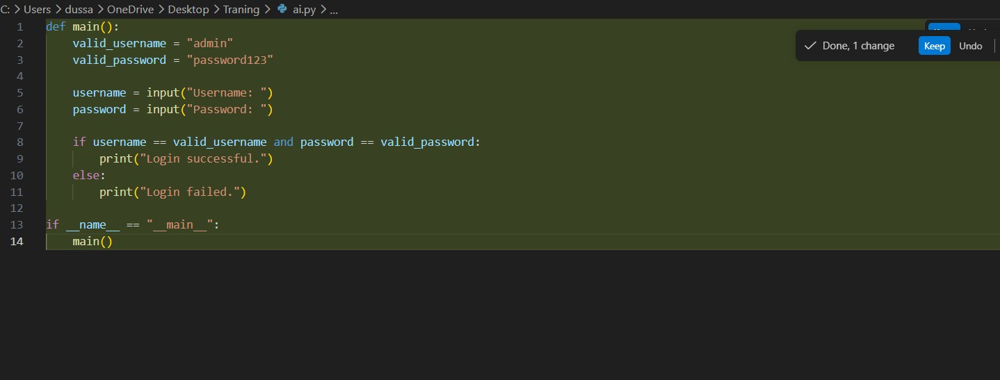 C: > Users > dussa > OneDrive > Desktop > Traning > ai.py > ...
1 def main():
2     valid_username = "admin"
3     valid_password = "password123"
4
5     username = input("Username: ")
6     password = input("Password: ")
7
8     if username == valid_username and password == valid_password:
9         print("Login successful.")
10     else:
11         print("Login failed.")
12
13 if __name__ == "__main__":
14     main()
Done, 1 change Keep Undo